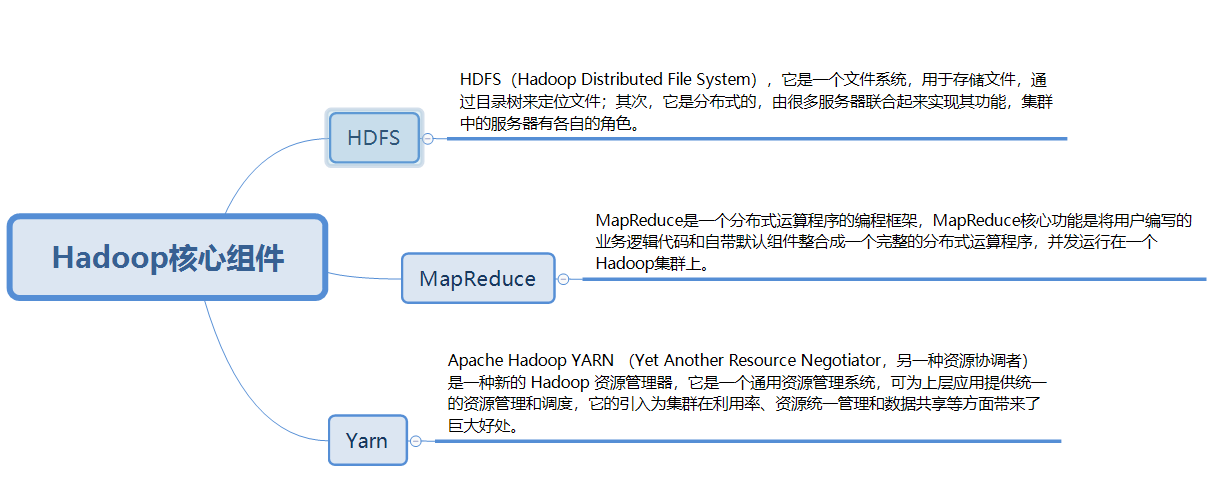 HDFS（Hadoop Distributed File System），它是一个文件系统，用于存储文件，通
过目录树来定位文件；其次，它是分布式的，由很多服务器联合起来实现其功能，集群
中的服务器有各自的角色。
HDFS
MapReduce是一个分布式运算程序的编程框架，MapReduce核心功能是将用户编写的
业务逻辑代码和自带默认组件整合成一个完整的分布式运算程序，并发运行在一个
Hadoop集群上。
Hadoop核心组件
MapReduce
Apache Hadoop YARN （Yet Another Resource Negotiator，另一种资源协调者）
是一种新的 Hadoop 资源管理器，它是一个通用资源管理系统，可为上层应用提供统一
的资源管理和调度，它的引入为集群在利用率、资源统一管理和数据共享等方面带来了
巨大好处。
Yarn